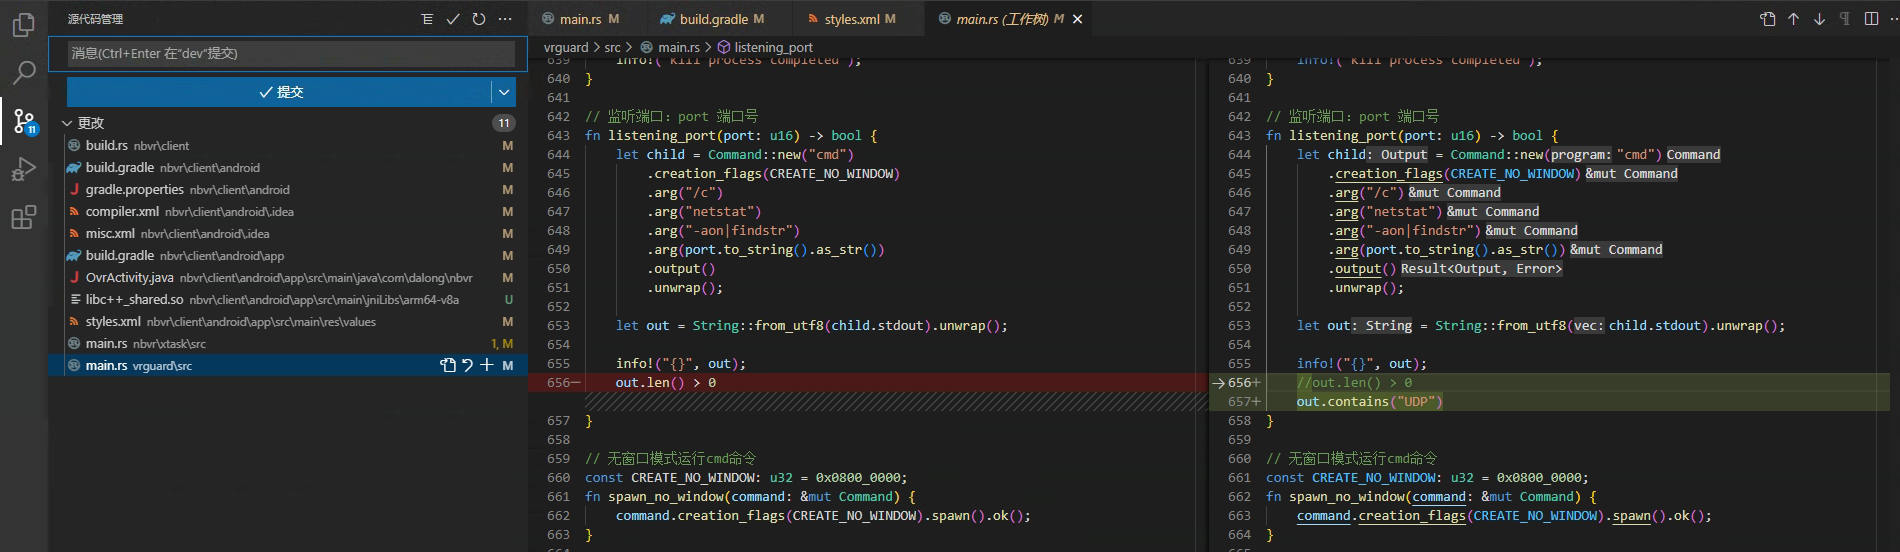 源代码管理
消息(Ctrl+Enter 在“dev”提交)
提交
更改 11
build.rs nbvr\client M
build.gradle nbvr\client\android M
gradle.properties nbvr\client\android M
compiler.xml nbvr\client\android\.idea M
misc.xml nbvr\client\android\.idea M
build.gradle nbvr\client\android\app M
OvrActivity.java nbvr\client\android\app\src\main\java\com\dalong\nbvr M
libc++_shared.so nbvr\client\android\app\src\main\jniLibs\arm64-v8a U
styles.xml nbvr\client\android\app\src\main\res\values M
main.rs nbvr\xtask\src 1, M
main.rs vrguard\src M
11
main.rs M build.gradle M styles.xml M main.rs (工作树) M
vrguard > src > main.rs > listening_port
639 info!("kill process completed");
640 }
641
642 // 监听端口: port 端口号
643 fn listening_port(port: u16) -> bool {
644 let child = Command::new("cmd")
645 .creation_flags(CREATE_NO_WINDOW)
646 .arg("/c")
647 .arg("netstat")
648 .arg("-aon|findstr")
649 .arg(port.to_string().as_str())
650 .output()
651 .unwrap();
652
653 let out = String::from_utf8(child.stdout).unwrap();
654
655 info!("{}", out);
656— out.len() > 0
657 }
658
659 // 无窗口模式运行cmd命令
660 const CREATE_NO_WINDOW: u32 = 0x0800_0000;
661 fn spawn_no_window(command: &mut Command) {
662 command.creation_flags(CREATE_NO_WINDOW).spawn().ok();
663 }
664
639 info!("kill process completed");
640 }
641
642 // 监听端口: port 端口号
643 fn listening_port(port: u16) -> bool {
644 let child: Output = Command::new(program: "cmd") Command
645 .creation_flags(CREATE_NO_WINDOW) &mut Command
646 .arg("/c") &mut Command
647 .arg("netstat") &mut Command
648 .arg("-aon|findstr") &mut Command
649 .arg(port.to_string().as_str()) &mut Command
650 .output() Result<Output, Error>
651 .unwrap();
652
653 let out: String = String::from_utf8(vec: child.stdout).unwrap();
654
655 info!("{}", out);
656+ //out.len() > 0
657+ out.contains("UDP")
658 }
659
660 // 无窗口模式运行cmd命令
661 const CREATE_NO_WINDOW: u32 = 0x0800_0000;
662 fn spawn_no_window(command: &mut Command) {
663 command.creation_flags(CREATE_NO_WINDOW).spawn().ok();
664 }
665